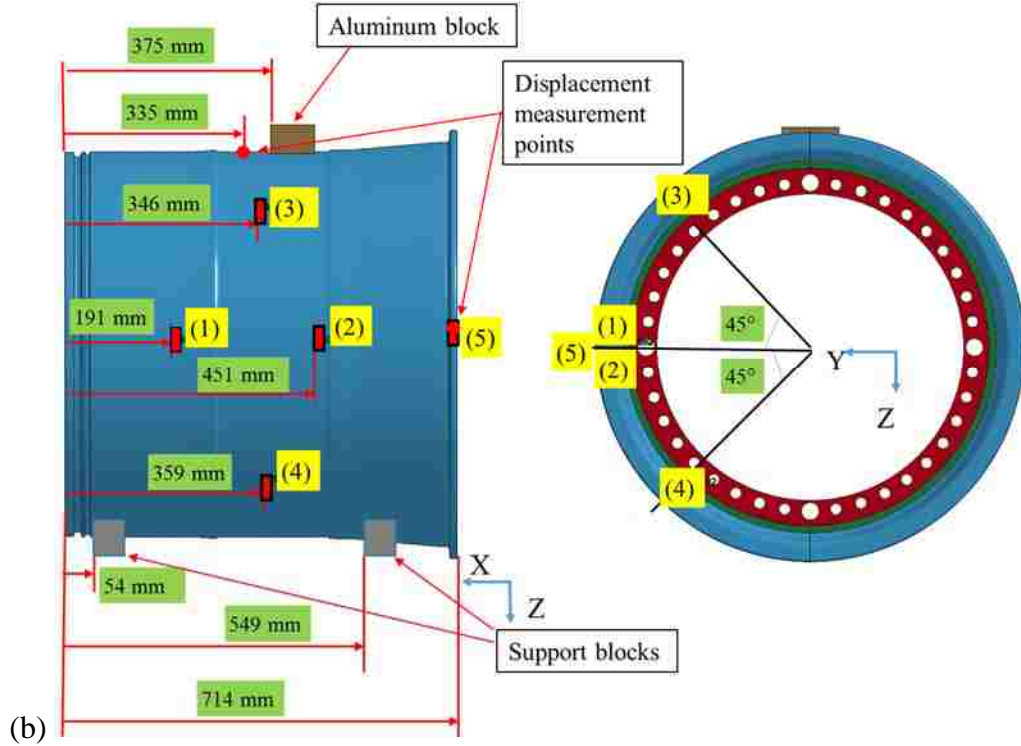 Aluminum block
375 mm
Displacement
measurement
points
335 mm
346 mm
(3)
(3)
191 mm
(1)
(2)
(5)
451 mm
(1)
(5)
(2)
45°
45°
Y
Z
359 mm
(4)
(4)
54 mm
X
Z
549 mm
Support blocks
714 mm
(b)